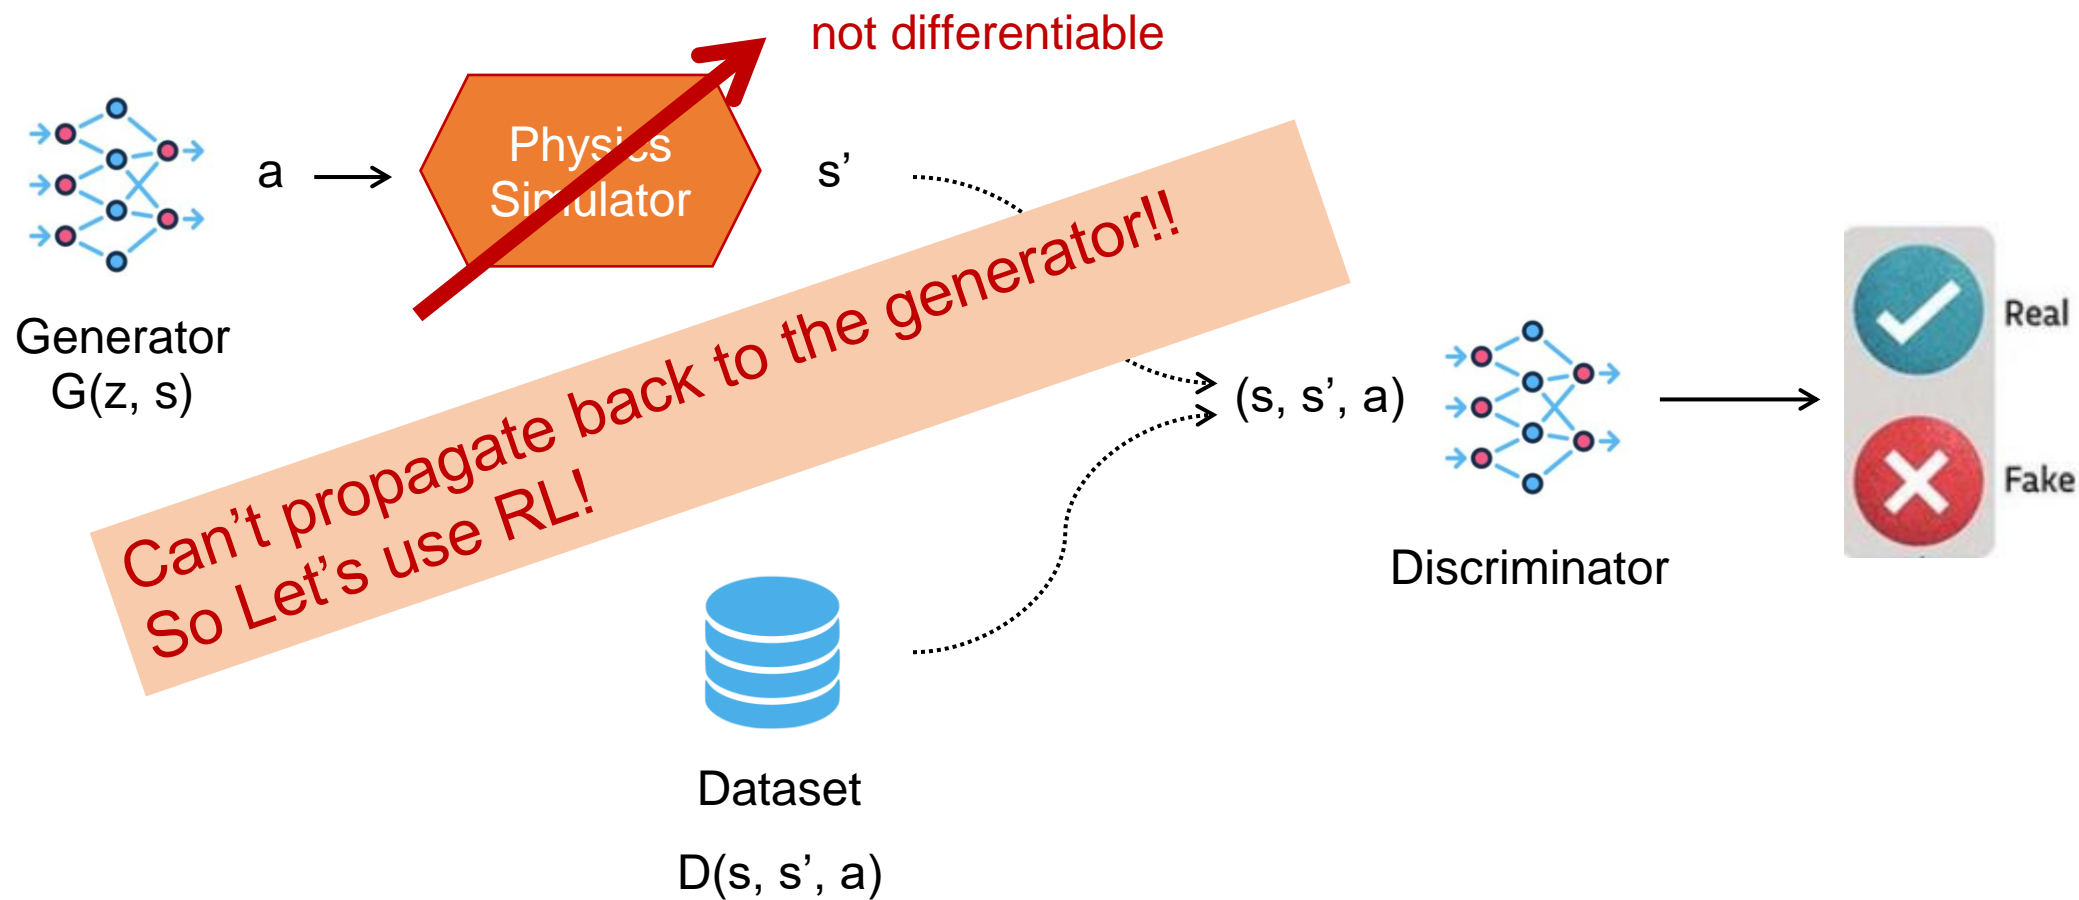 not differentiable
Physics
Simulator
a
s’
Generator
G(z, s)
Can’t propagate back to the generator!!
So Let’s use RL!
(s, s’, a)
Real
Fake
Discriminator
Dataset
D(s, s’, a)